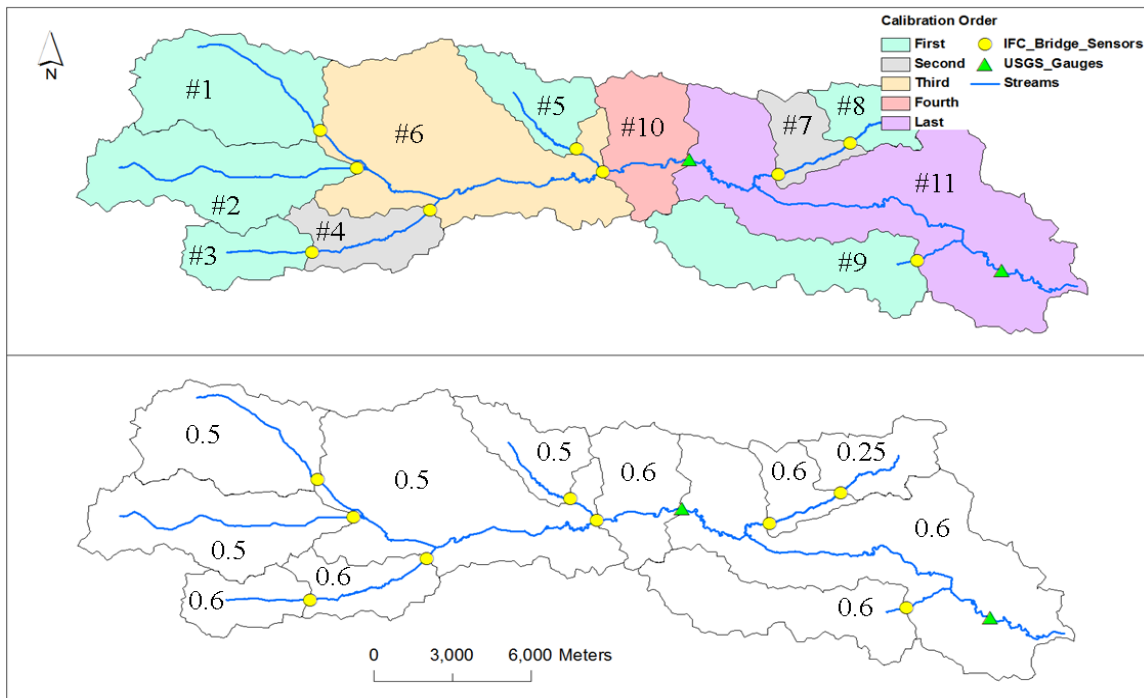 Calibration Order
First
IFC_Bridge_Sensors
Second
USGS_Gauges
Third
Streams
Fourth
Last
N
#1
#5
#8
#6
#10
#7
#11
#2
#4
#3
#9
0.5
0.5
0.25
0.5
0.6
0.6
0.6
0.5
0.6
0.6
0.6
0
3,000
6,000 Meters